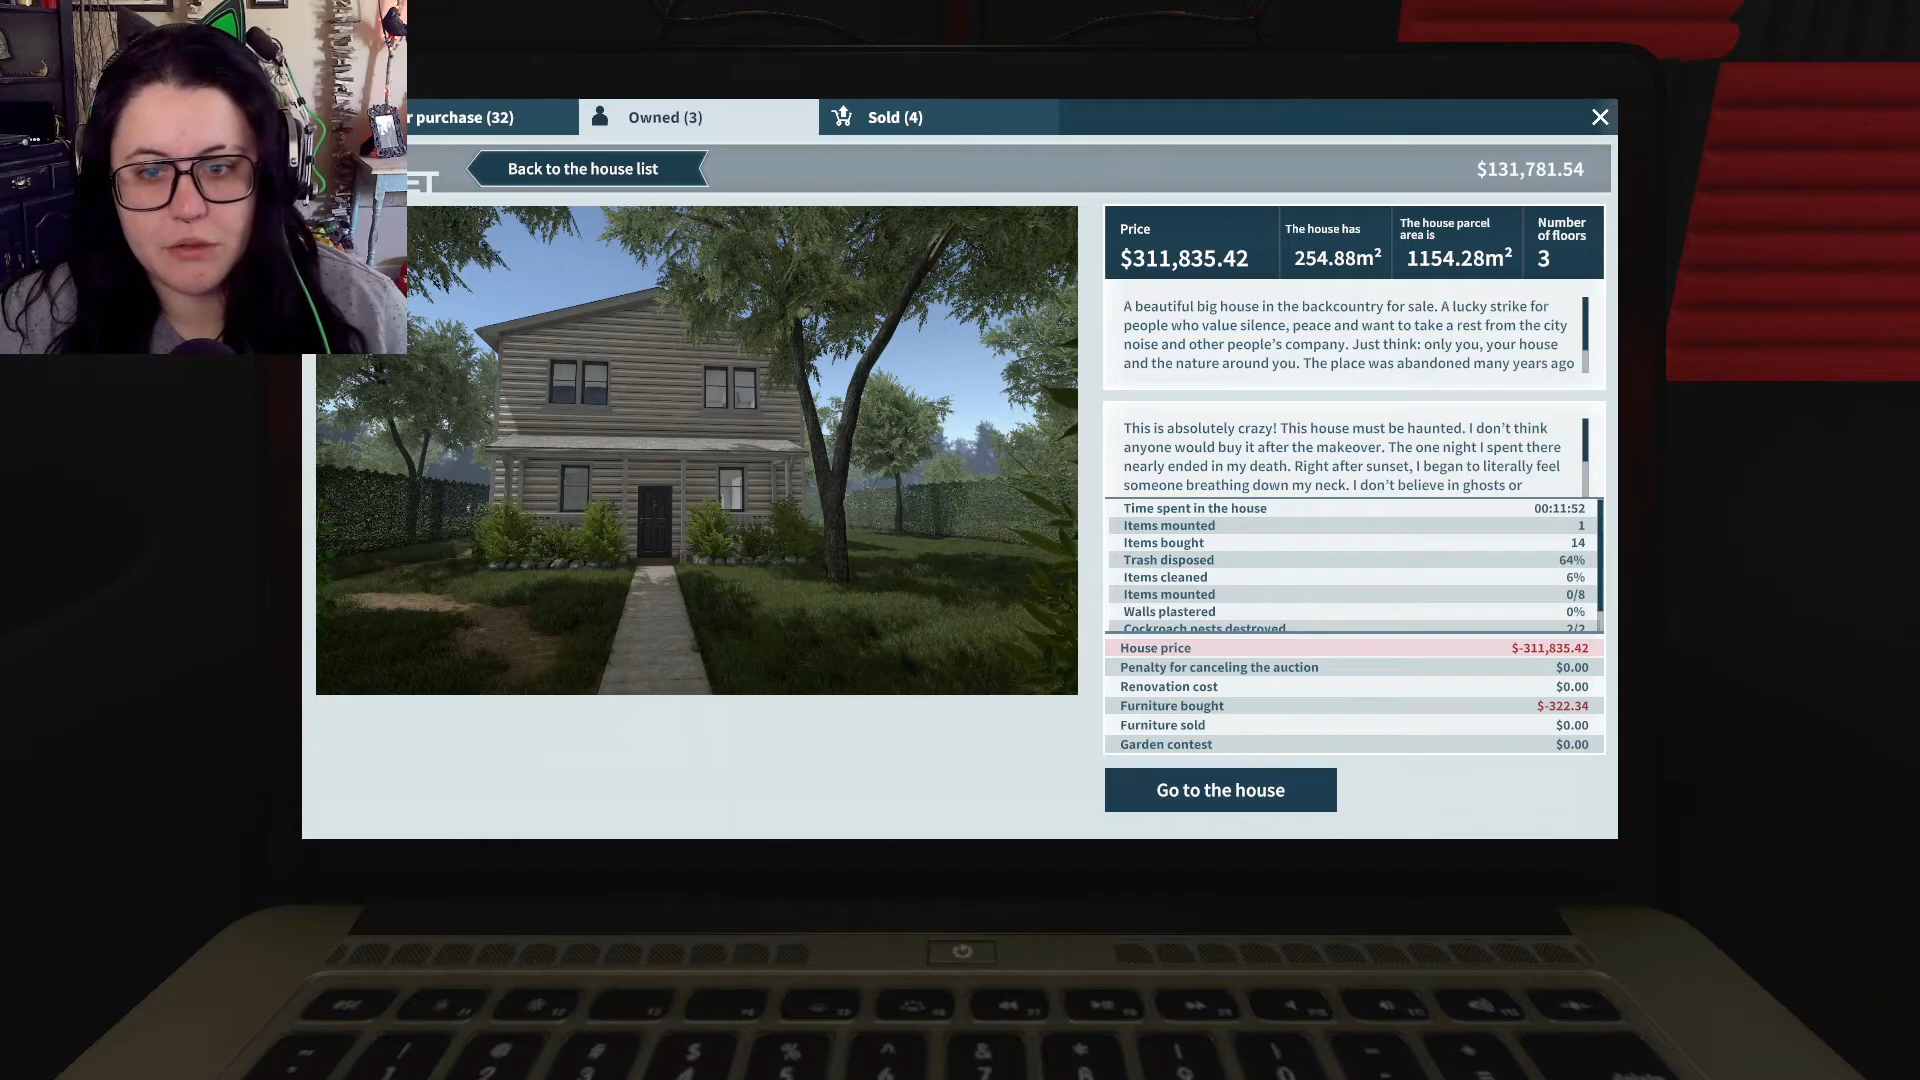 r purchase (32)
Owned (3)
Sold (4)
ET
Back to the house list
$131,781.54
Price
$311,835.42
The house has
254.88m²
The house parcel
area is
1154.28m²
Number
of floors
3
A beautiful big house in the backcountry for sale. A lucky strike for
people who value silence, peace and want to take a rest from the city
noise and other people's company. Just think: only you, your house
and the nature around you. The place was abandoned many years ago
This is absolutely crazy! This house must be haunted. I don't think
anyone would buy it after the makeover. The one night I spent there
nearly ended in my death. Right after sunset, I began to literally feel
someone breathing down my neck. I don't believe in ghosts or
Time spent in the house 00:11:52
Items mounted 1
Items bought 14
Trash disposed 64%
Items cleaned 6%
Items mounted 0/8
Walls plastered 0%
Cockroach nests destroyed 2/2
House price $-311,835.42
Penalty for canceling the auction $0.00
Renovation cost $0.00
Furniture bought $-322.34
Furniture sold $0.00
Garden contest $0.00
Go to the house